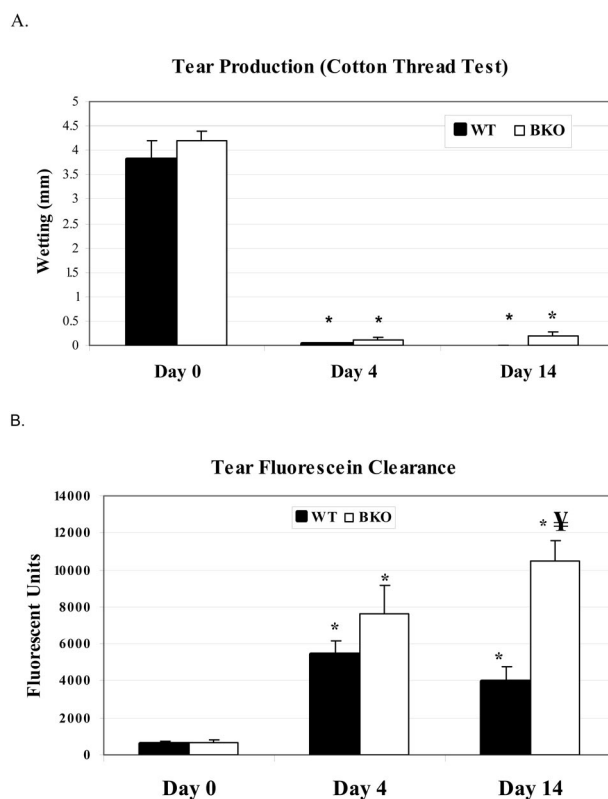 A.
Tear Production (Cotton Thread Test)
5
4.5
4
3.5
3
2.5
2
1.5
1
0.5
0
Wetting (mm)
WT BKO
* * * *
Day 0 Day 4 Day 14
B.
Tear Fluorescein Clearance
14000
12000
10000
8000
6000
4000
2000
0
Fluorescent Units
WT BKO
* * * * ¥
Day 0 Day 4 Day 14